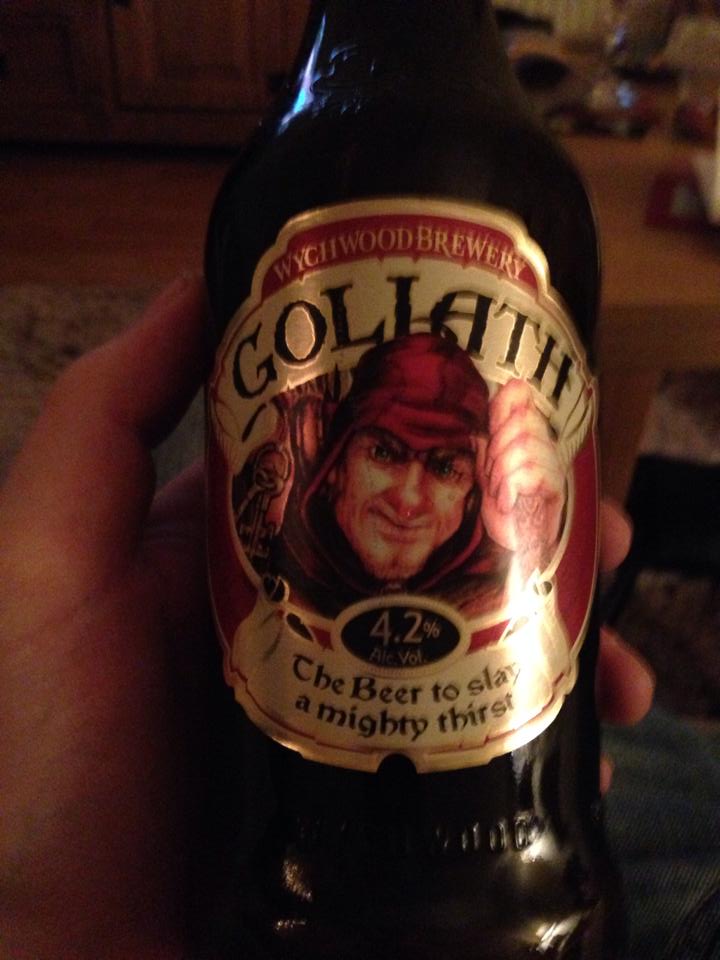 WYCHWOOD BREWERY
GOLIATH
4.2%
Alc.Vol.
The Beer to slay
a mighty thirst